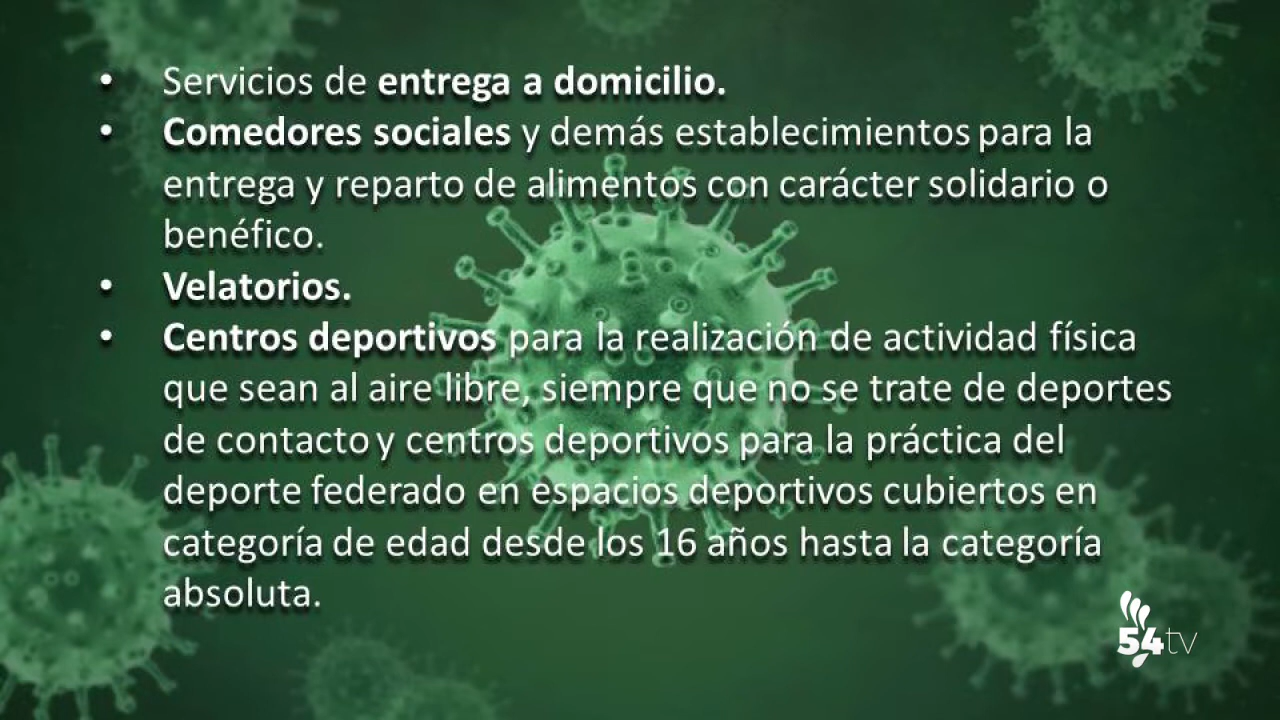 • Servicios de entrega a domicilio.
• Comedores sociales y demás establecimientos para la
entrega y reparto de alimentos con carácter solidario o
benéfico.
• Velatorios.
• Centros deportivos para la realización de actividad física
que sean al aire libre, siempre que no se trate de deportes
de contacto y centros deportivos para la práctica del
deporte federado en espacios deportivos cubiertos en
categoría de edad desde los 16 años hasta la categoría
absoluta.
54tv